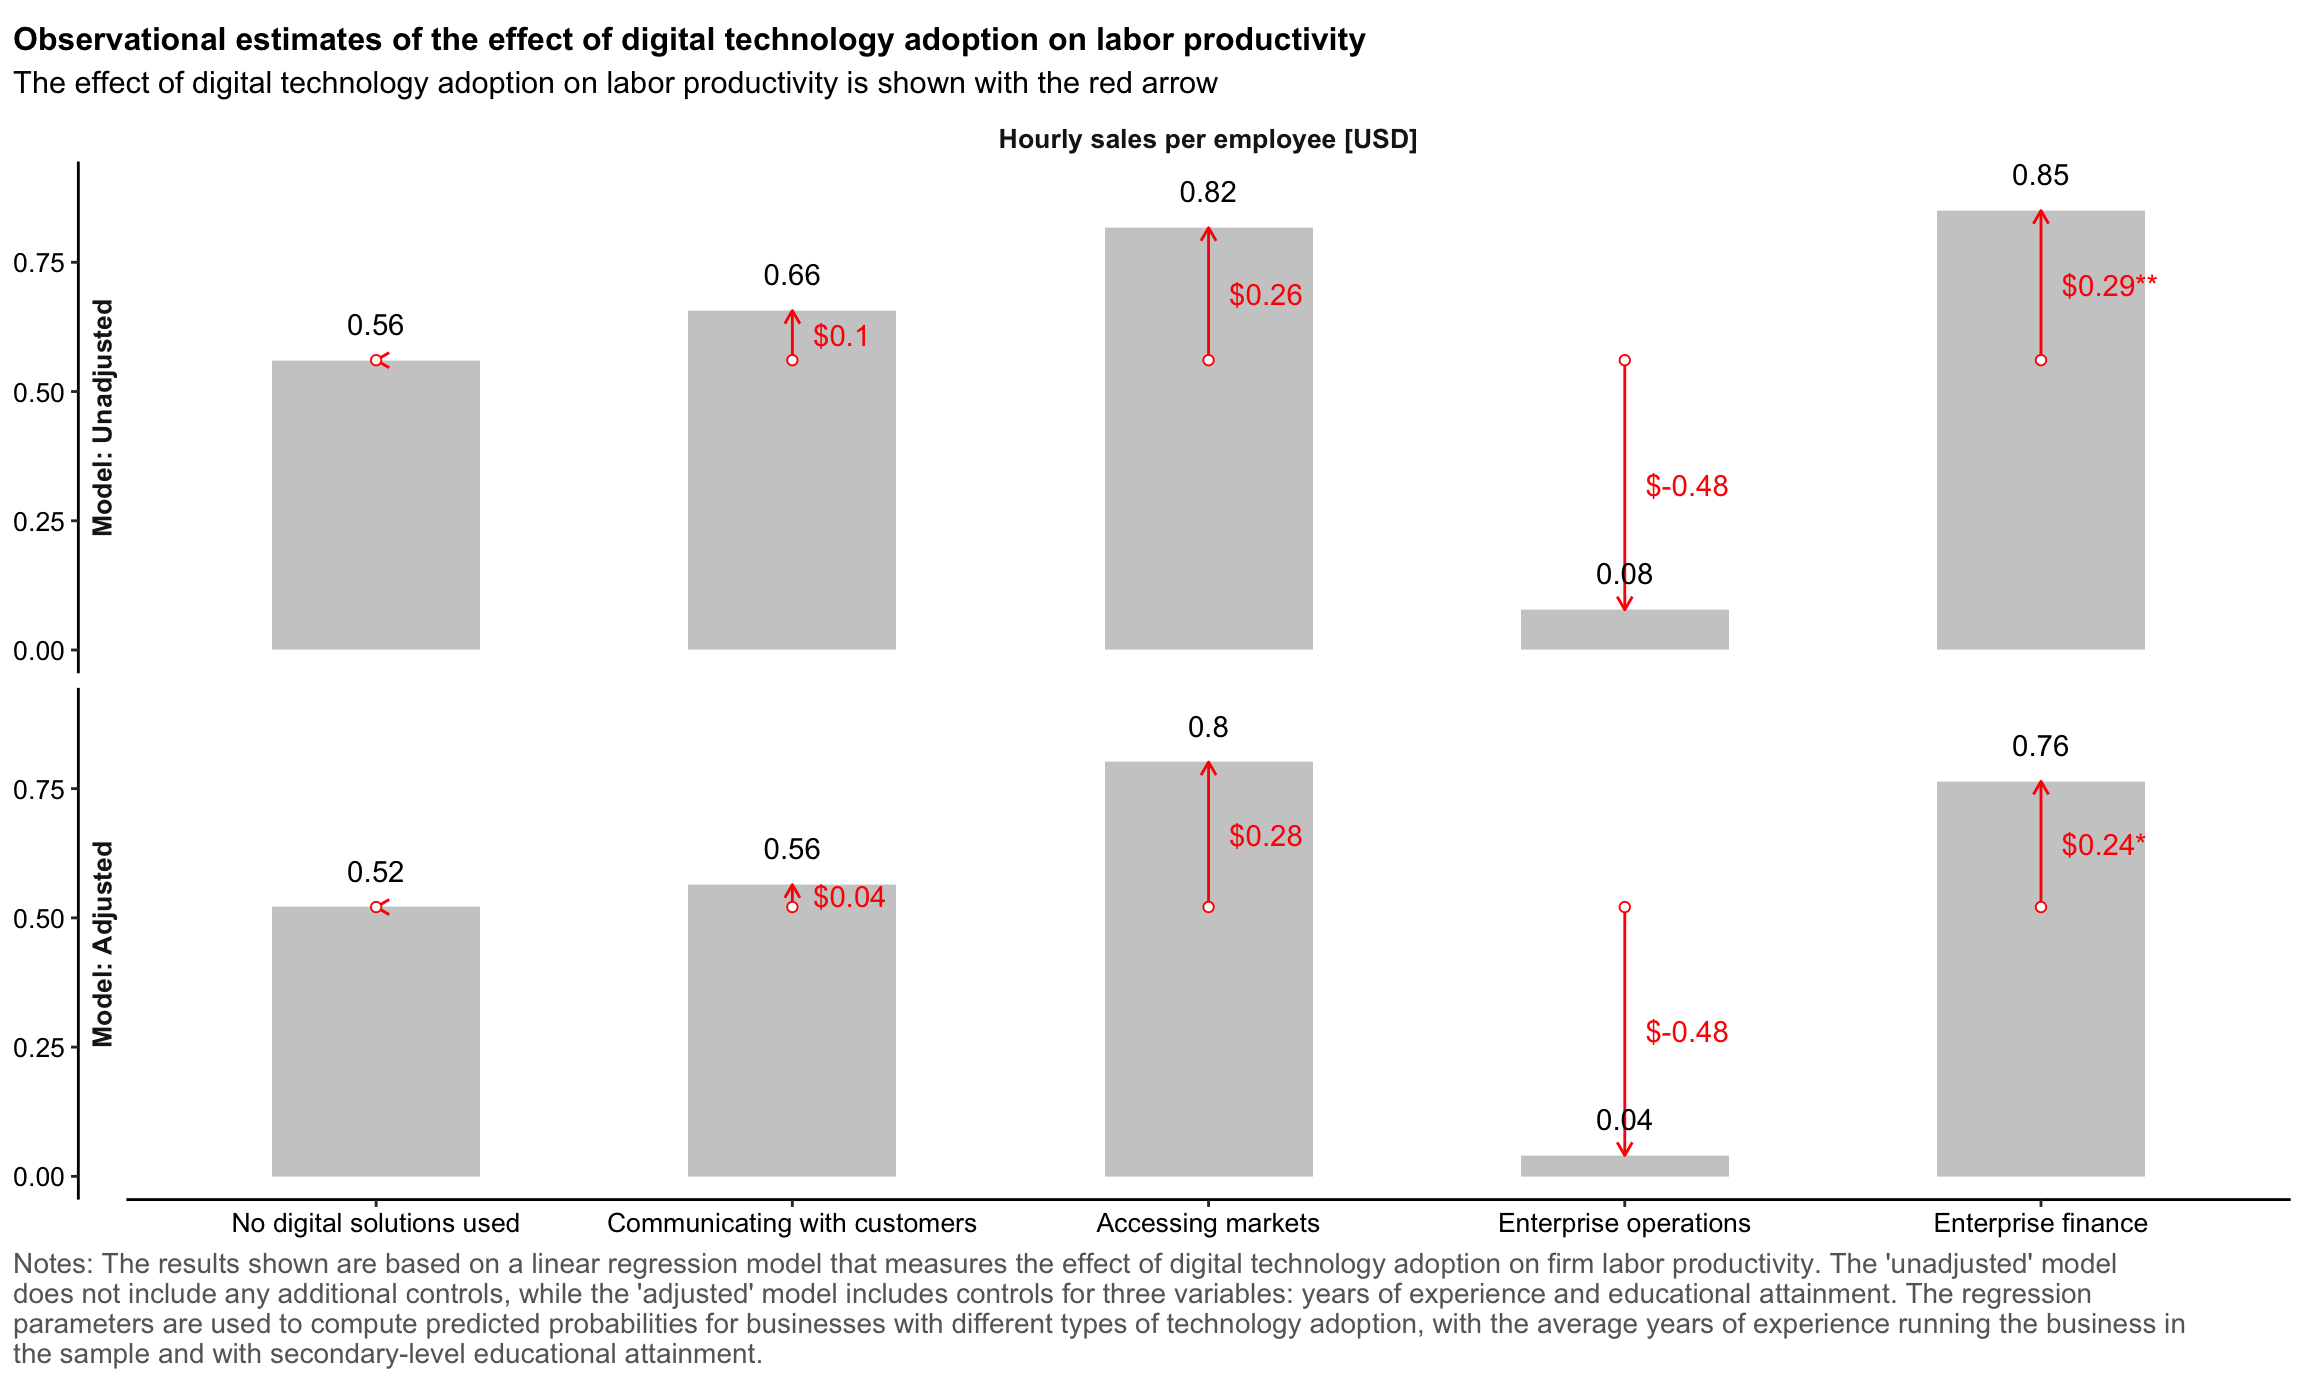 Observational estimates of the effect of digital technology adoption on labor productivity
The effect of digital technology adoption on labor productivity is shown with the red arrow
Hourly sales per employee [USD]
Model: Unadjusted
0.75
0.50
0.25
0.00
0.56
0.66
$0.1
0.82
$0.26
$-0.48
0.08
0.85
$0.29**
Model: Adjusted
0.75
0.50
0.25
0.00
0.52
0.56
$0.04
0.8
$0.28
$-0.48
0.04
0.76
$0.24*
No digital solutions used
Communicating with customers
Accessing markets
Enterprise operations
Enterprise finance
Notes: The results shown are based on a linear regression model that measures the effect of digital technology adoption on firm labor productivity. The 'unadjusted' model
does not include any additional controls, while the 'adjusted' model includes controls for three variables: years of experience and educational attainment. The regression
parameters are used to compute predicted probabilities for businesses with different types of technology adoption, with the average years of experience running the business in
the sample and with secondary-level educational attainment.